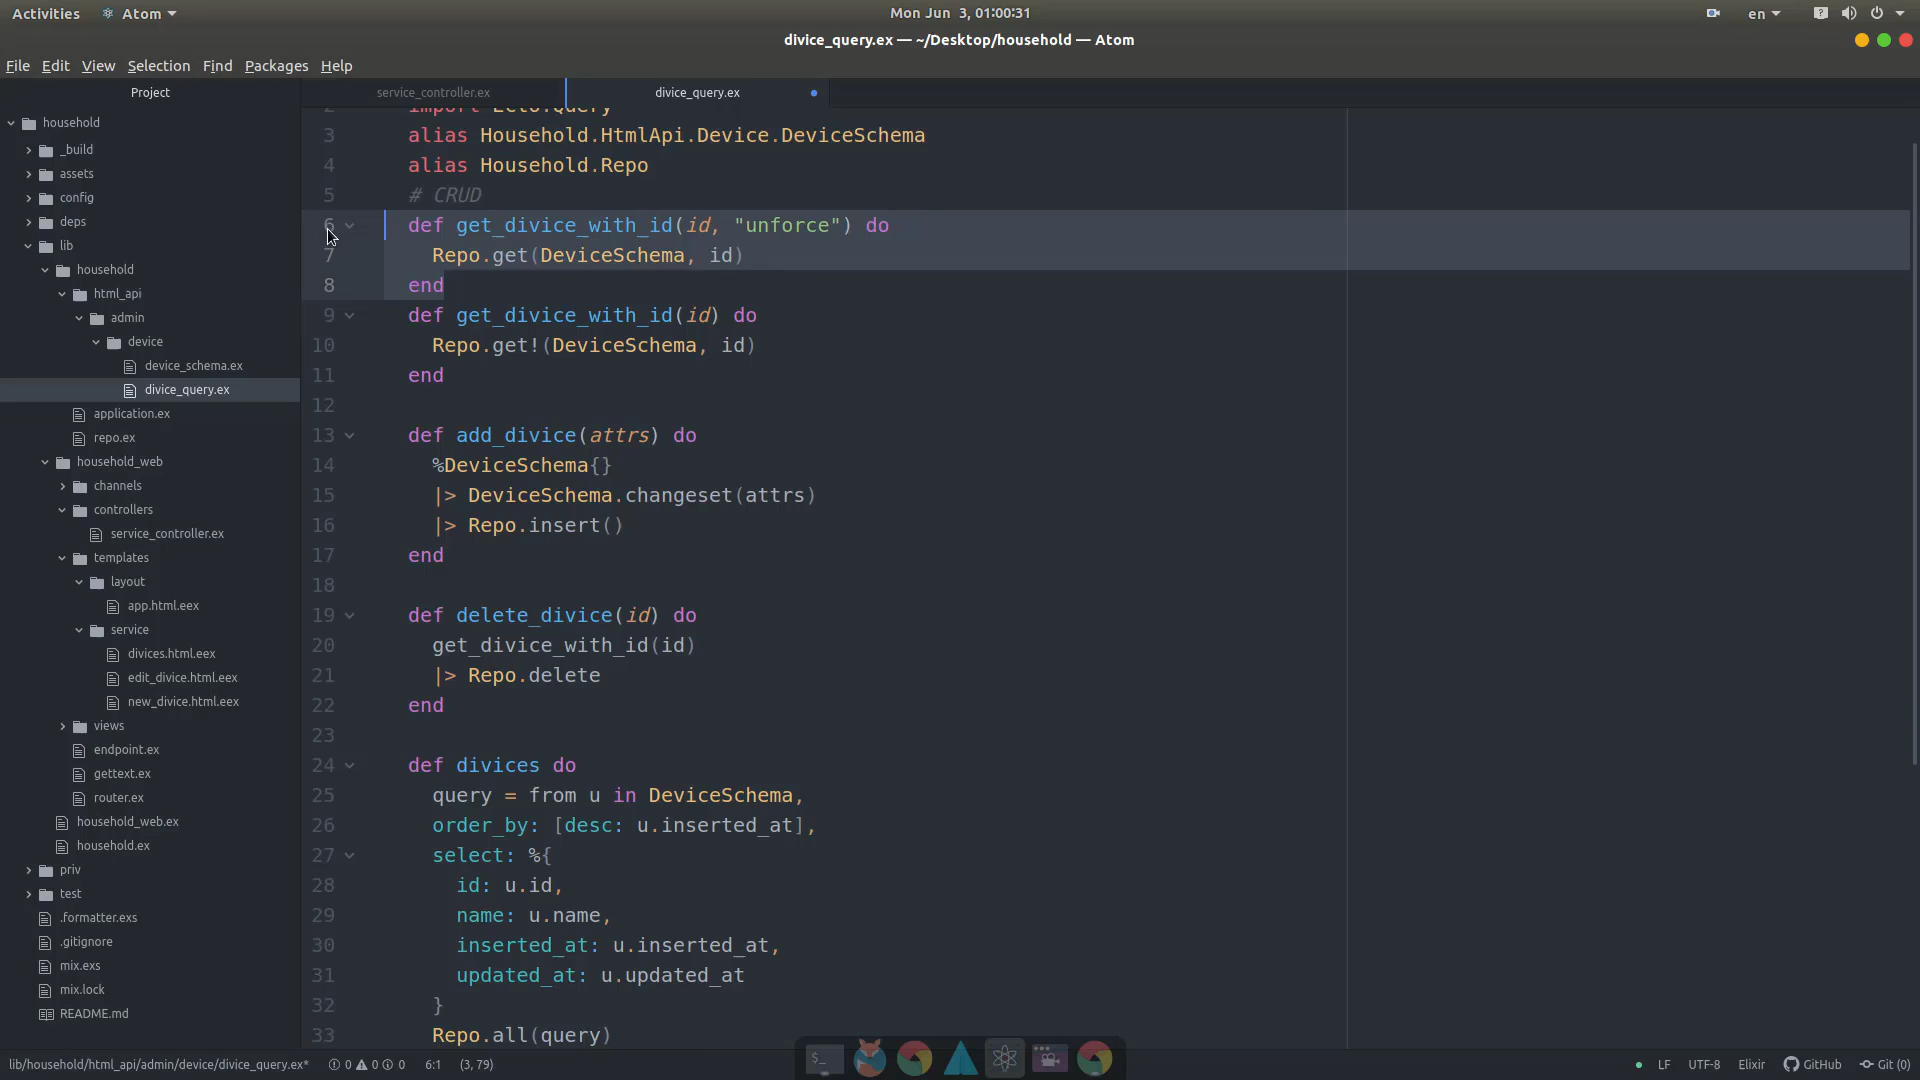 Activities Atom Mon Jun 3, 01:00:31 en
divice_query.ex — ~/Desktop/household — Atom
File Edit View Selection Find Packages Help
Project service_controller.ex divice_query.ex
household
_build
assets
config
deps
lib
household
html_api
admin
device
device_schema.ex
divice_query.ex
application.ex
repo.ex
household_web
channels
controllers
service_controller.ex
templates
layout
app.html.eex
service
divices.html.eex
edit_divice.html.eex
new_divice.html.eex
views
endpoint.ex
gettext.ex
router.ex
household_web.ex
household.ex
priv
test
.formatter.exs
.gitignore
mix.exs
mix.lock
README.md
2 import Ecto.Query
3 alias Household.HtmlApi.Device.DeviceSchema
4 alias Household.Repo
5 # CRUD
6 def get_divice_with_id(id, "unforce") do
7 Repo.get(DeviceSchema, id)
8 end
9 def get_divice_with_id(id) do
10 Repo.get!(DeviceSchema, id)
11 end
12
13 def add_divice(attrs) do
14 %DeviceSchema{}
15 |> DeviceSchema.changeset(attrs)
16 |> Repo.insert()
17 end
18
19 def delete_divice(id) do
20 get_divice_with_id(id)
21 |> Repo.delete
22 end
23
24 def divices do
25 query = from u in DeviceSchema,
26 order_by: [desc: u.inserted_at],
27 select: %{
28 id: u.id,
29 name: u.name,
30 inserted_at: u.inserted_at,
31 updated_at: u.updated_at
32 }
33 Repo.all(query)
lib/household/html_api/admin/device/divice_query.ex* 0 0 0 6:1 (3, 79) LF UTF-8 Elixir GitHub Git (0)